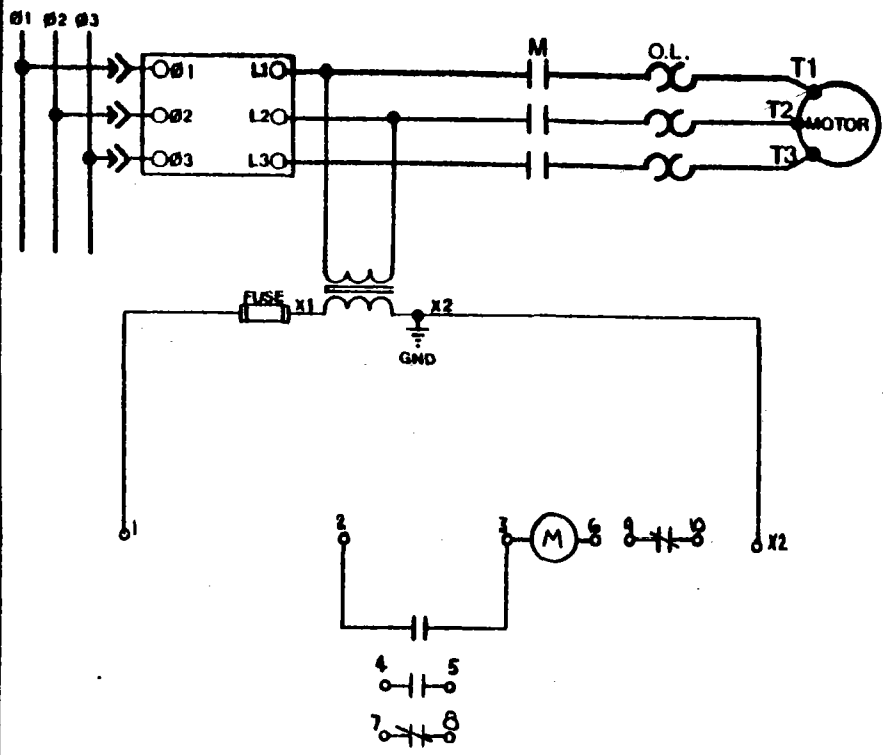 Ø1 Ø2 Ø3
Ø1 L1 M O.L. T1
Ø2 L2 T2 MOTOR
Ø3 L3 T3
FUSE X1 X2
GND
1 2 3 M 6 9 10 X2
4 5
7 8